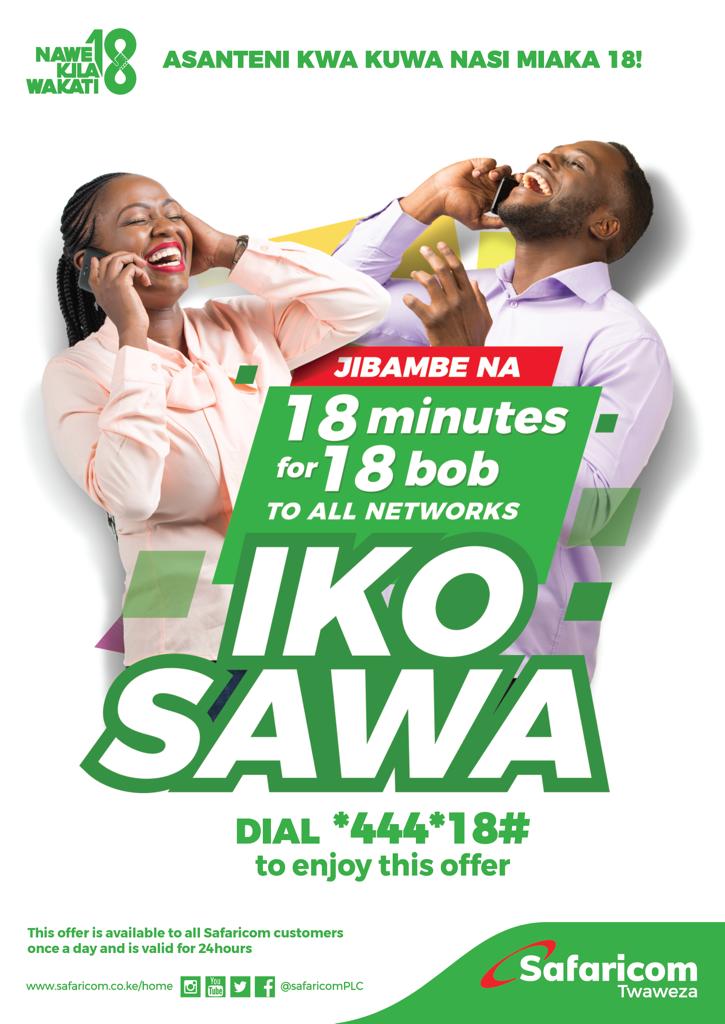 NAWE 18
KILA
WAKATI
ASANTENI KWA KUWA NASI MIAKA 18!
JIBAMBE NA
18 minutes
for 18 bob
TO ALL NETWORKS
IKO
SAWA
DIAL *444*18#
to enjoy this offer
This offer is available to all Safaricom customers
once a day and is valid for 24hours
www.safaricom.co.ke/home You Tube @safaricomPLC
Safaricom
Twaweza